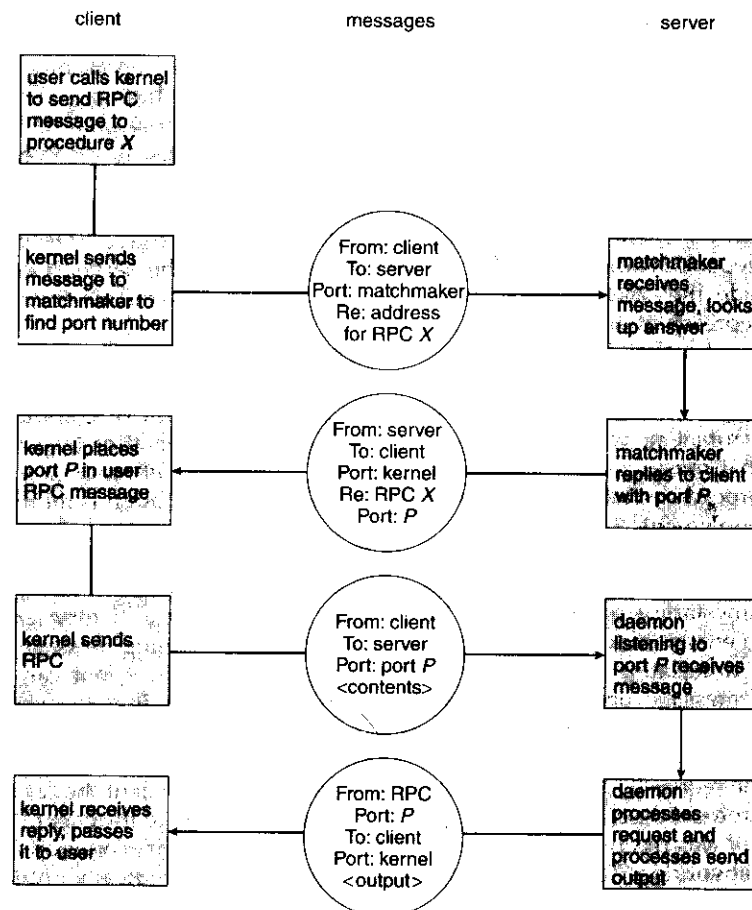 client
messages
server
user calls kernel
to send RPC
message to
procedure X
kernel sends
message to
matchmaker to
find port number
From: client
To: server
Port: matchmaker
Re: address
for RPC X
matchmaker
receives
message, looks
up answer
kernel places
port P in user
RPC message
From: server
To: client
Port: kernel
Re: RPC X
Port: P
matchmaker
replies to client
with port P
kernel sends
RPC
From: client
To: server
Port: port P
<contents>
daemon
listening to
port P receives
message
kernel receives
reply, passes
it to user
From: RPC
Port: P
To: client
Port: kernel
<output>
daemon
processes
request and
processes send
output